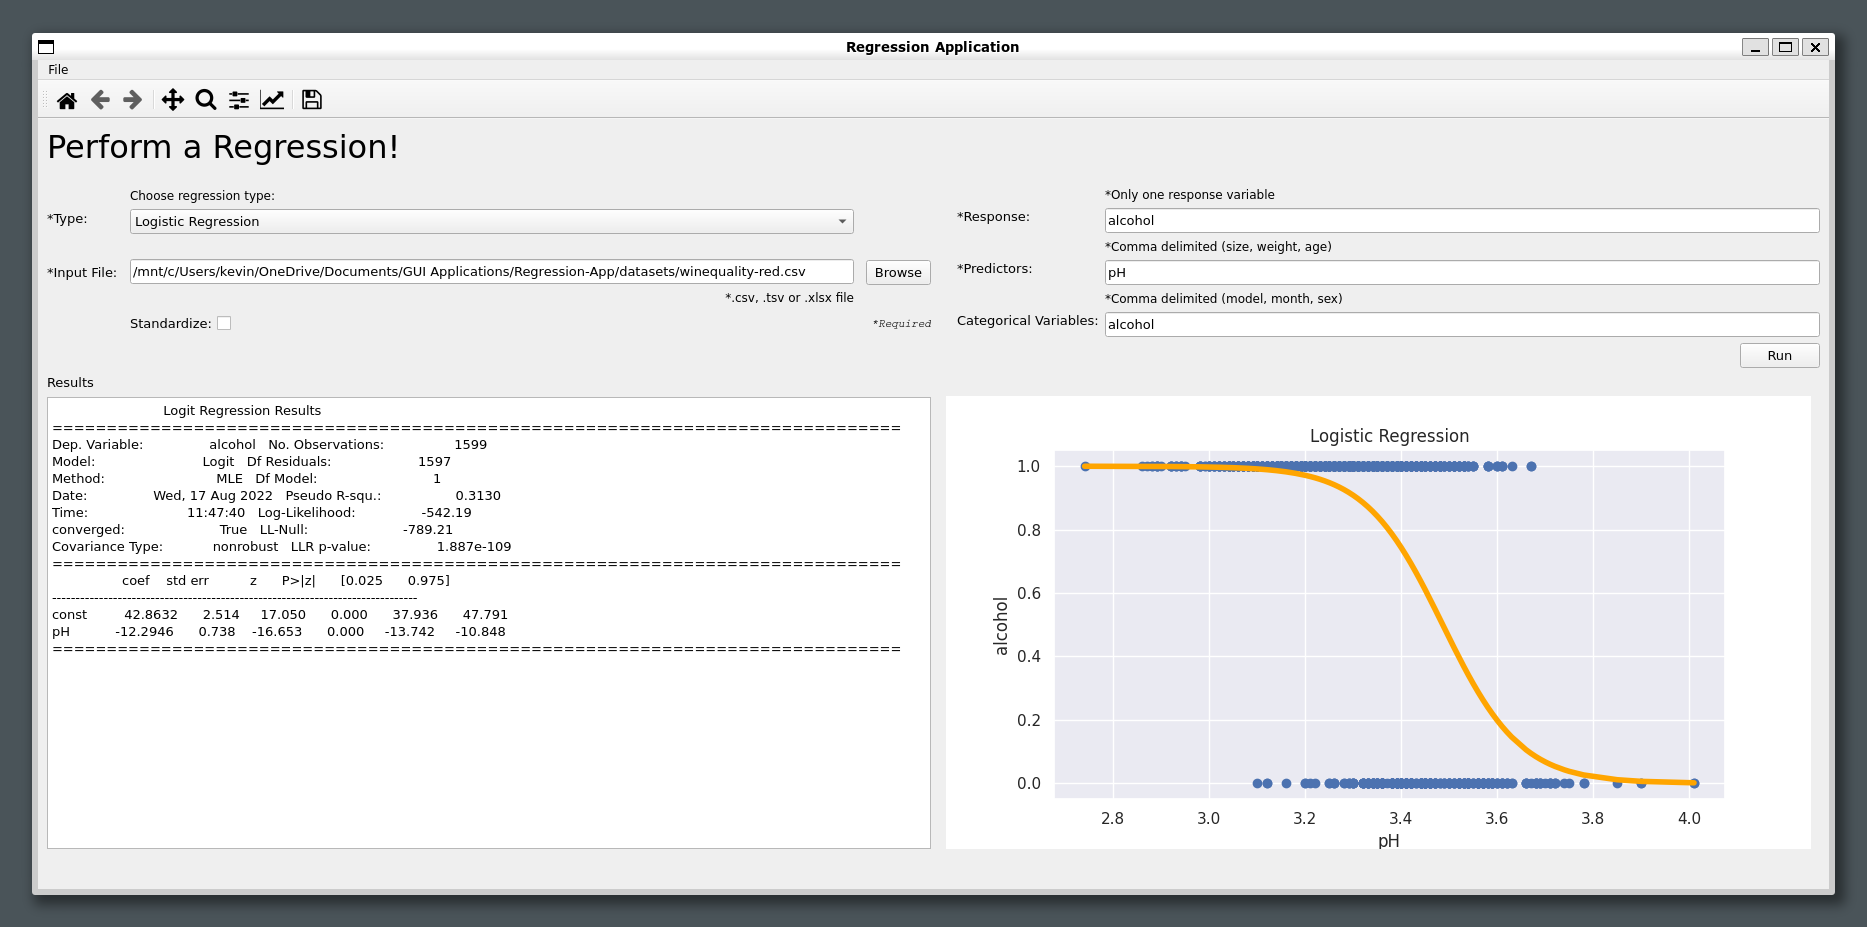 Regression Application
File
Perform a Regression!
Choose regression type:
*Type:
Logistic Regression
*Input File:
/mnt/c/Users/kevin/OneDrive/Documents/GUI Applications/Regression-App/datasets/winequality-red.csv
Browse
*.csv, .tsv or .xlsx file
Standardize:
*Required
*Only one response variable
*Response:
alcohol
*Comma delimited (size, weight, age)
*Predictors:
pH
*Comma delimited (model, month, sex)
Categorical Variables:
alcohol
Run
Results
Logit Regression Results
==============================================================================
Dep. Variable: alcohol No. Observations: 1599
Model: Logit Df Residuals: 1597
Method: MLE Df Model: 1
Date: Wed, 17 Aug 2022 Pseudo R-squ.: 0.3130
Time: 11:47:40 Log-Likelihood: -542.19
converged: True LL-Null: -789.21
Covariance Type: nonrobust LLR p-value: 1.887e-109
==============================================================================
coef std err z P>|z| [0.025 0.975]
------------------------------------------------------------------------------
const 42.8632 2.514 17.050 0.000 37.936 47.791
pH -12.2946 0.738 -16.653 0.000 -13.742 -10.848
==============================================================================
Logistic Regression
1.0
0.8
0.6
0.4
0.2
0.0
alcohol
2.8 3.0 3.2 3.4 3.6 3.8 4.0
pH